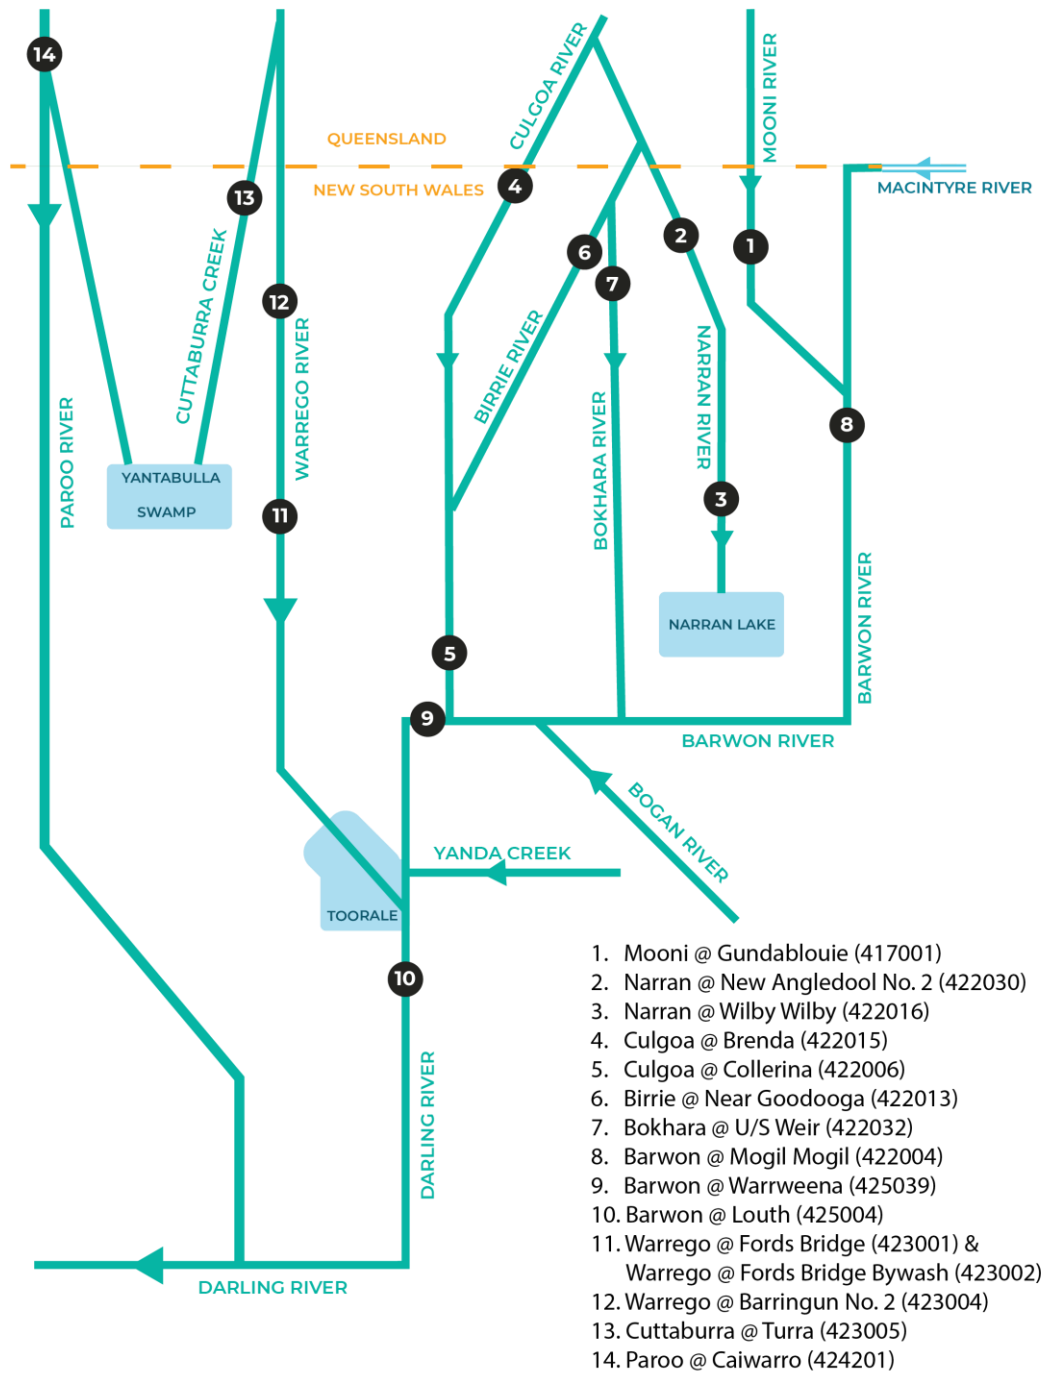 14
CULGOA RIVER
MOONI RIVER
QUEENSLAND
NEW SOUTH WALES
MACINTYRE RIVER
4
13
2
1
6
7
12
CUTTABURRA CREEK
WARREGO RIVER
BIRRIE RIVER
NARRAN RIVER
BOKHARA RIVER
PAROO RIVER
8
YANTABULLA
SWAMP
3
11
BARWON RIVER
NARRAN LAKE
5
9
BARWON RIVER
BOGAN RIVER
YANDA CREEK
TOORALE
10
DARLING RIVER
DARLING RIVER
1. Mooni @ Gundablouie (417001)
2. Narran @ New Angledool No. 2 (422030)
3. Narran @ Wilby Wilby (422016)
4. Culgoa @ Brenda (422015)
5. Culgoa @ Collerina (422006)
6. Birrie @ Near Goodooga (422013)
7. Bokhara @ U/S Weir (422032)
8. Barwon @ Mogil Mogil (422004)
9. Barwon @ Warrweena (425039)
10. Barwon @ Louth (425004)
11. Warrego @ Fords Bridge (423001) &
Warrego @ Fords Bridge Bywash (423002)
12. Warrego @ Barringun No. 2 (423004)
13. Cuttaburra @ Turra (423005)
14. Paroo @ Caiwarro (424201)